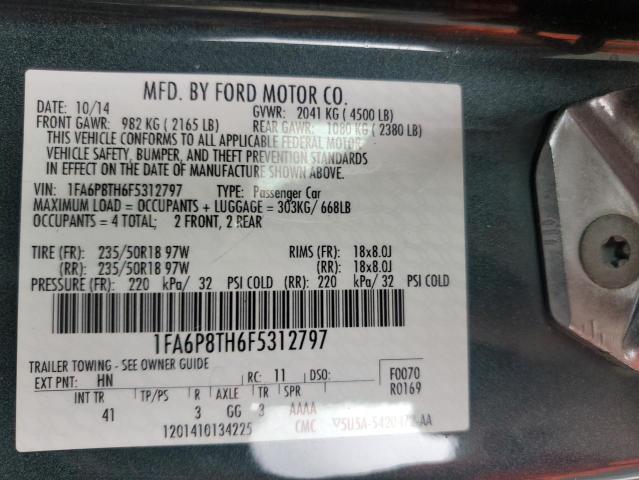 MFD. BY FORD MOTOR CO.
DATE: 10/14 GVWR: 2041 KG ( 4500 LB)
FRONT GAWR: 982 KG ( 2165 LB) REAR GAWR: 1080 KG ( 2380 LB)
THIS VEHICLE CONFORMS TO ALL APPLICABLE FEDERAL MOTOR
VEHICLE SAFETY, BUMPER, AND THEFT PREVENTION STANDARDS
IN EFFECT ON THE DATE OF MANUFACTURE SHOWN ABOVE.
VIN: 1FA6P8TH6F5312797 TYPE: Passenger Car
MAXIMUM LOAD = OCCUPANTS + LUGGAGE = 303KG/ 668LB
OCCUPANTS = 4 TOTAL; 2 FRONT, 2 REAR
TIRE (FR): 235/50R18 97W RIMS (FR): 18x8.0J
(RR): 235/50R18 97W (RR): 18x8.0J
PRESSURE (FR): 220 kPa/ 32 PSI COLD (RR): 220 kPa/ 32 PSI COLD
1FA6P8TH6F5312797
TRAILER TOWING - SEE OWNER GUIDE
EXT PNT: HN RC: 11 DSO: F0070
R0169
INT TR TP/PS R AXLE TR SPR
41 3 GG 3 AAAA
1201410134225 CMC